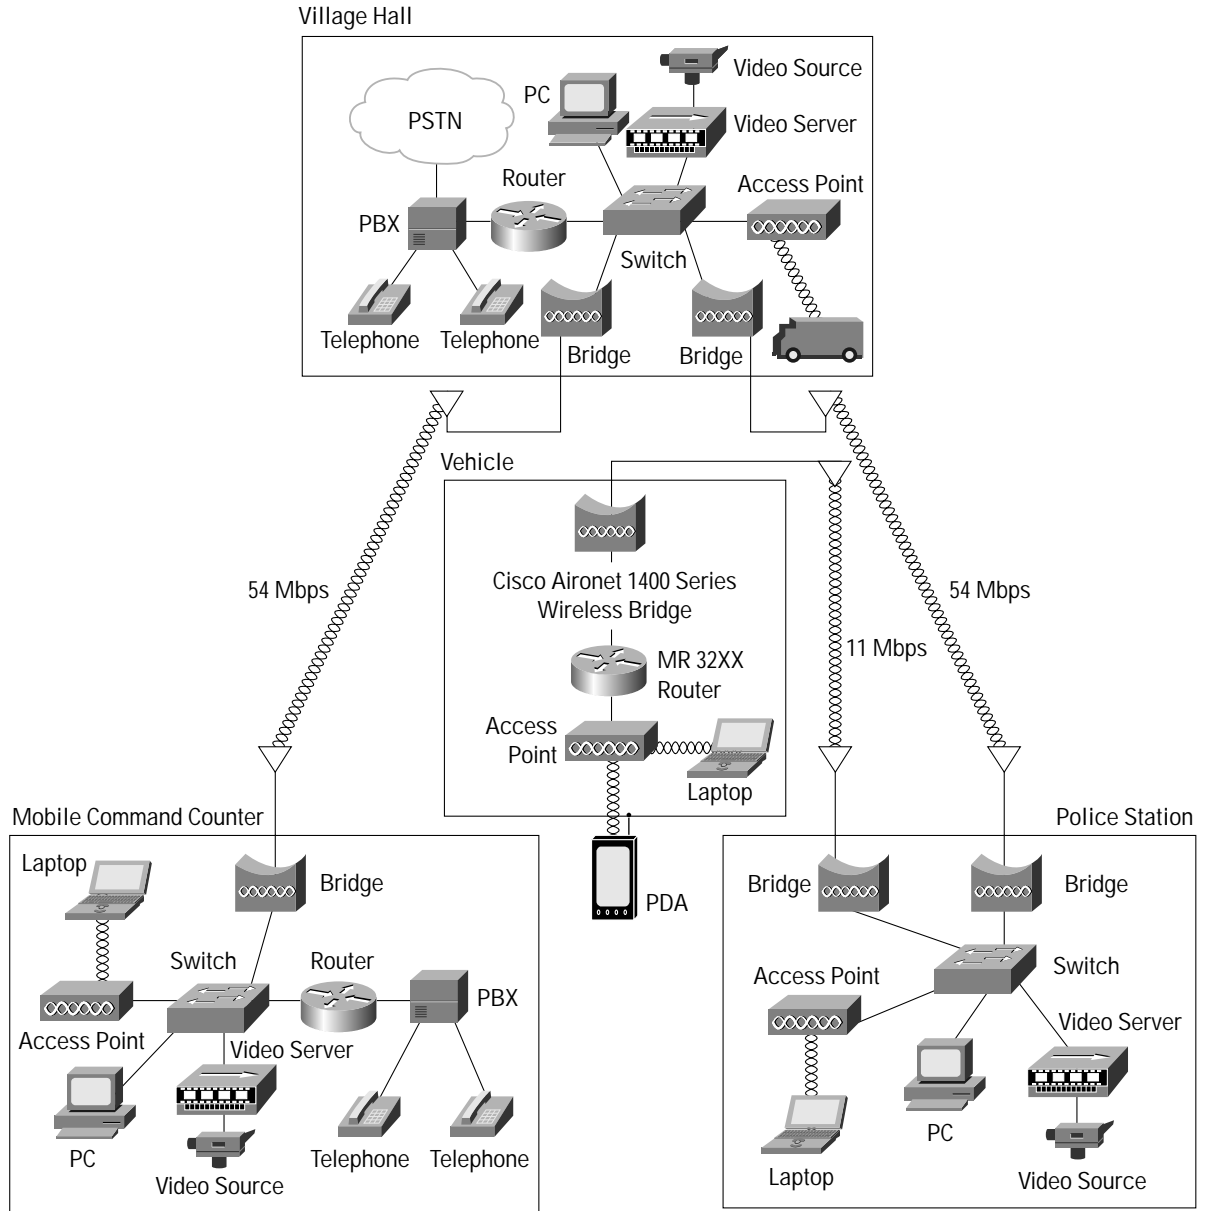 Village Hall
Video Source
PC
PSTN
Video Server
Router
Access Point
PBX
Switch
Telephone
Telephone
Bridge
Bridge
Vehicle
Cisco Aironet 1400 Series
Wireless Bridge
54 Mbps
54 Mbps
11 Mbps
MR 32XX
Router
Access
Point
Laptop
Mobile Command Counter
Police Station
Laptop
Bridge
PDA
Bridge
Bridge
Switch
Router
PBX
Access Point
Switch
Access Point
Video Server
Video Server
PC
Telephone
Telephone
Video Source
PC
Laptop
Video Source